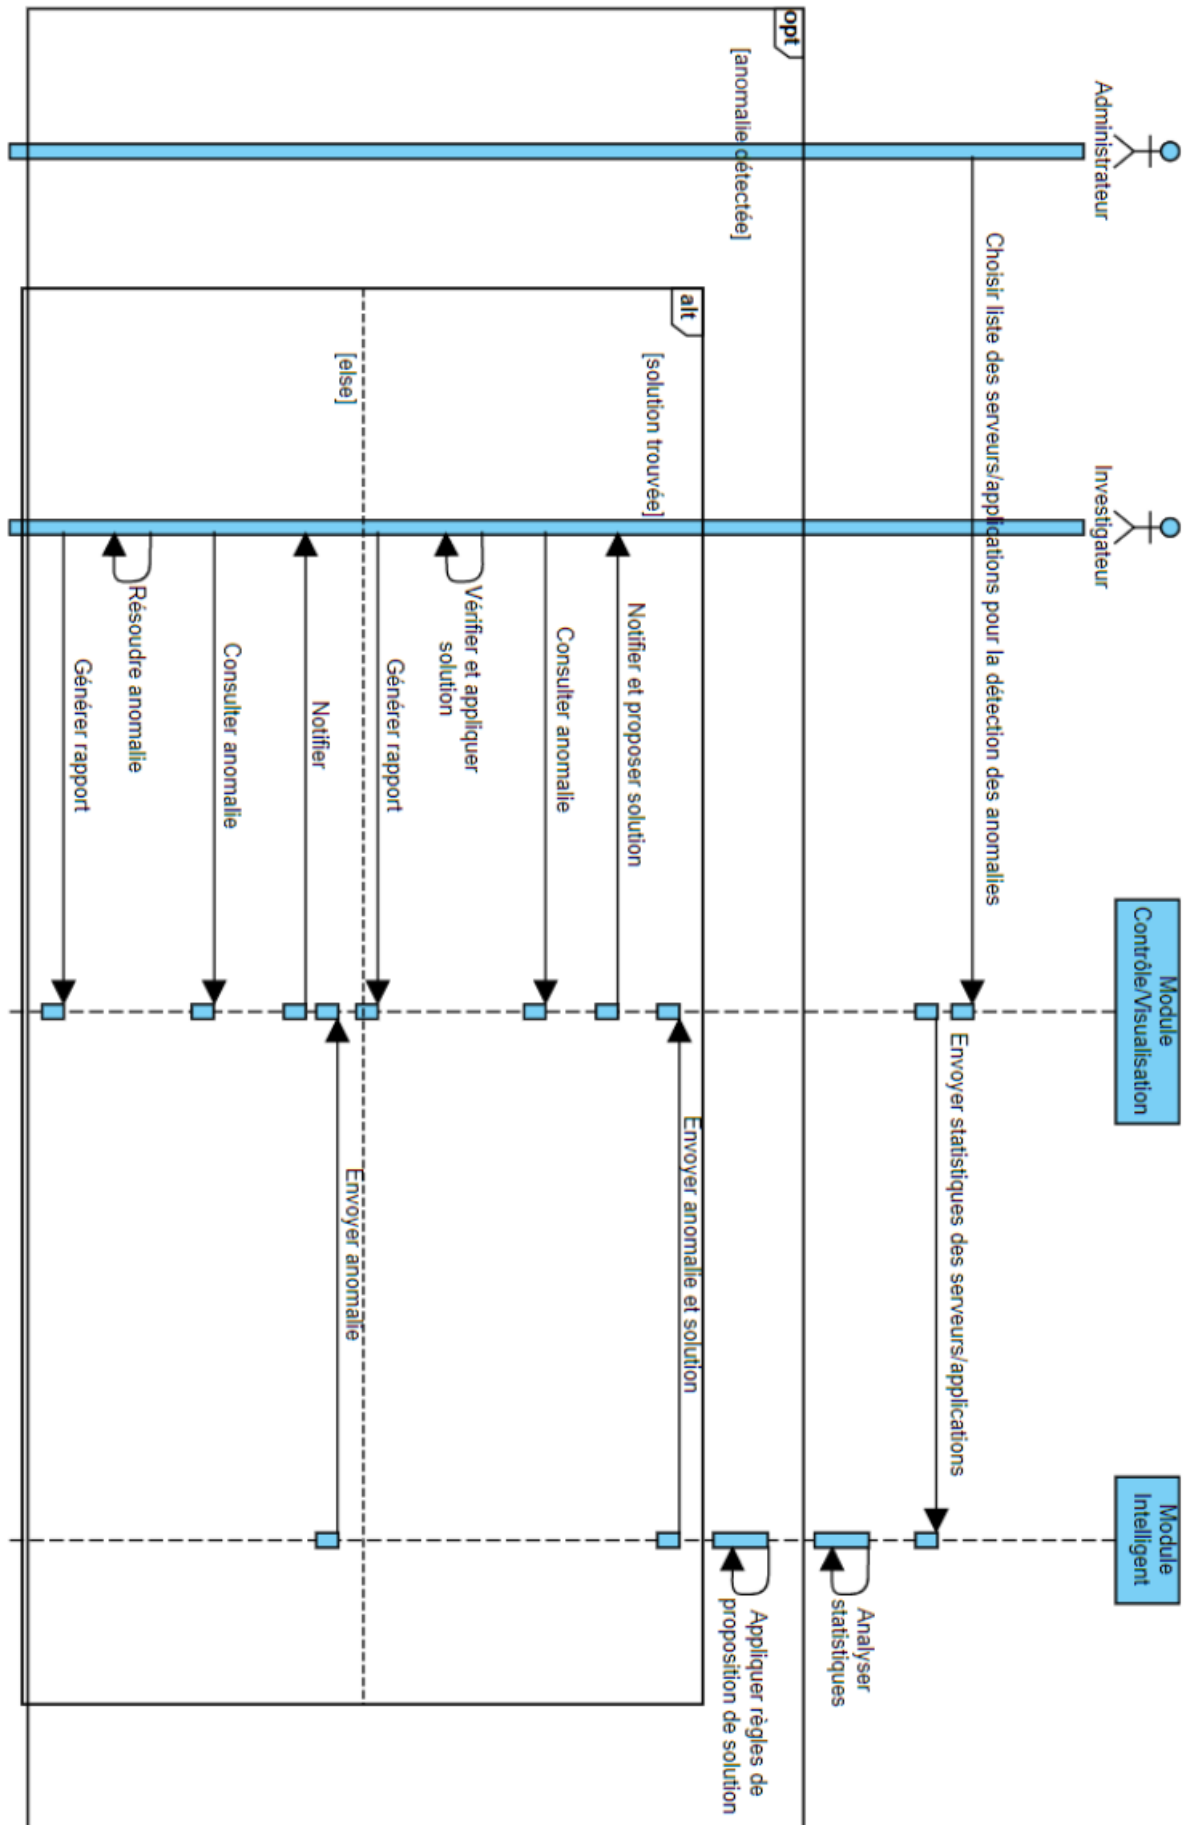 Administrateur
Investigateur
Module
Contrôle/Visualisation
Module
Intelligent
Choisir liste des serveurs/applications pour la détection des anomalies
Envoyer statistiques des serveurs/applications
Analyser
statistiques
opt
[anomalie détectée]
Appliquer règles de
proposition de solution
alt
[solution trouvée]
Envoyer anomalie et solution
Notifier et proposer solution
Consulter anomalie
Vérifier et appliquer
solution
Générer rapport
[else]
Envoyer anomalie
Notifier
Consulter anomalie
Résoudre anomalie
Générer rapport